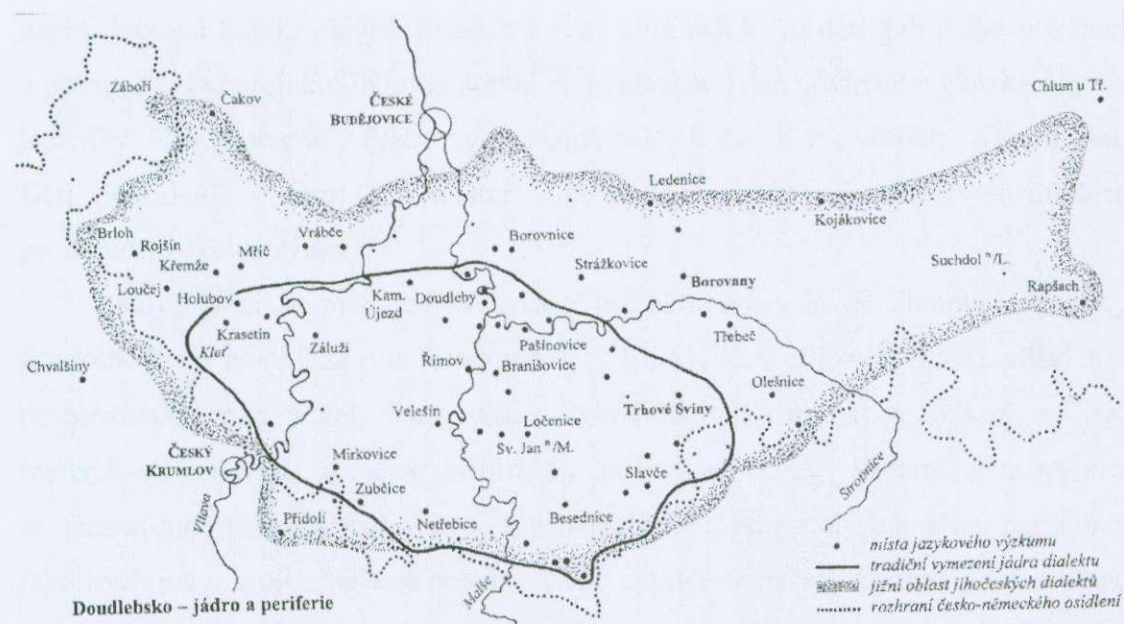 Záboří
Čakov
ČESKÉ
BUDĚJOVICE
Chlum u Tř.
Ledenice
Kojákovice
Brloh
Rojšín
Vrábče
Borovnice
Mříč
Křemže
Strážkovice
Suchdol n/L.
Borovany
Loučej
Rapšach
Holubov
Kam.
Újezd
Doudleby
Krasetín
Třebeč
Pašínovice
Záluží
Kleť
Římov
Chvalšiny
Branišovice
Olešnice
Trhové Sviny
Velešín
Ločenice
Sv. Jan n/M.
ČESKÝ
KRUMLOV
Mirkovice
Slavče
Stropnice
Zubčice
Vltava
Besednice
Přídolí
Netřebice
místa jazykového výzkumu
tradiční vymezení jádra dialektu
Malše
jižní oblast jihočeských dialektů
Doudlebsko – jádro a periferie
rozhraní česko-německého osídlení